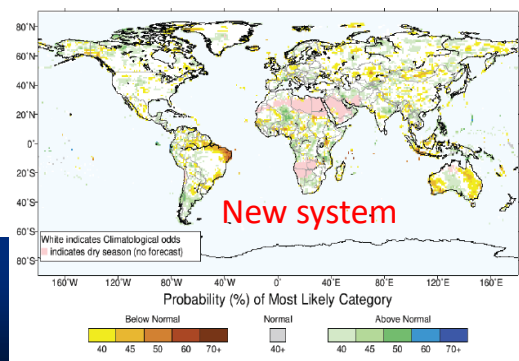 80°N
60°N
40°N
20°N
0°
20°S
40°S
60°S
80°S
New system
White indicates Climatological odds
indicates dry season (no forecast)
160°W 120°W 80°W 40°W 0° 40°E 80°E 120°E 160°E
Probability (%) of Most Likely Category
Below Normal Normal Above Normal
40 45 50 60 70+ 40+ 40 45 50 60 70+